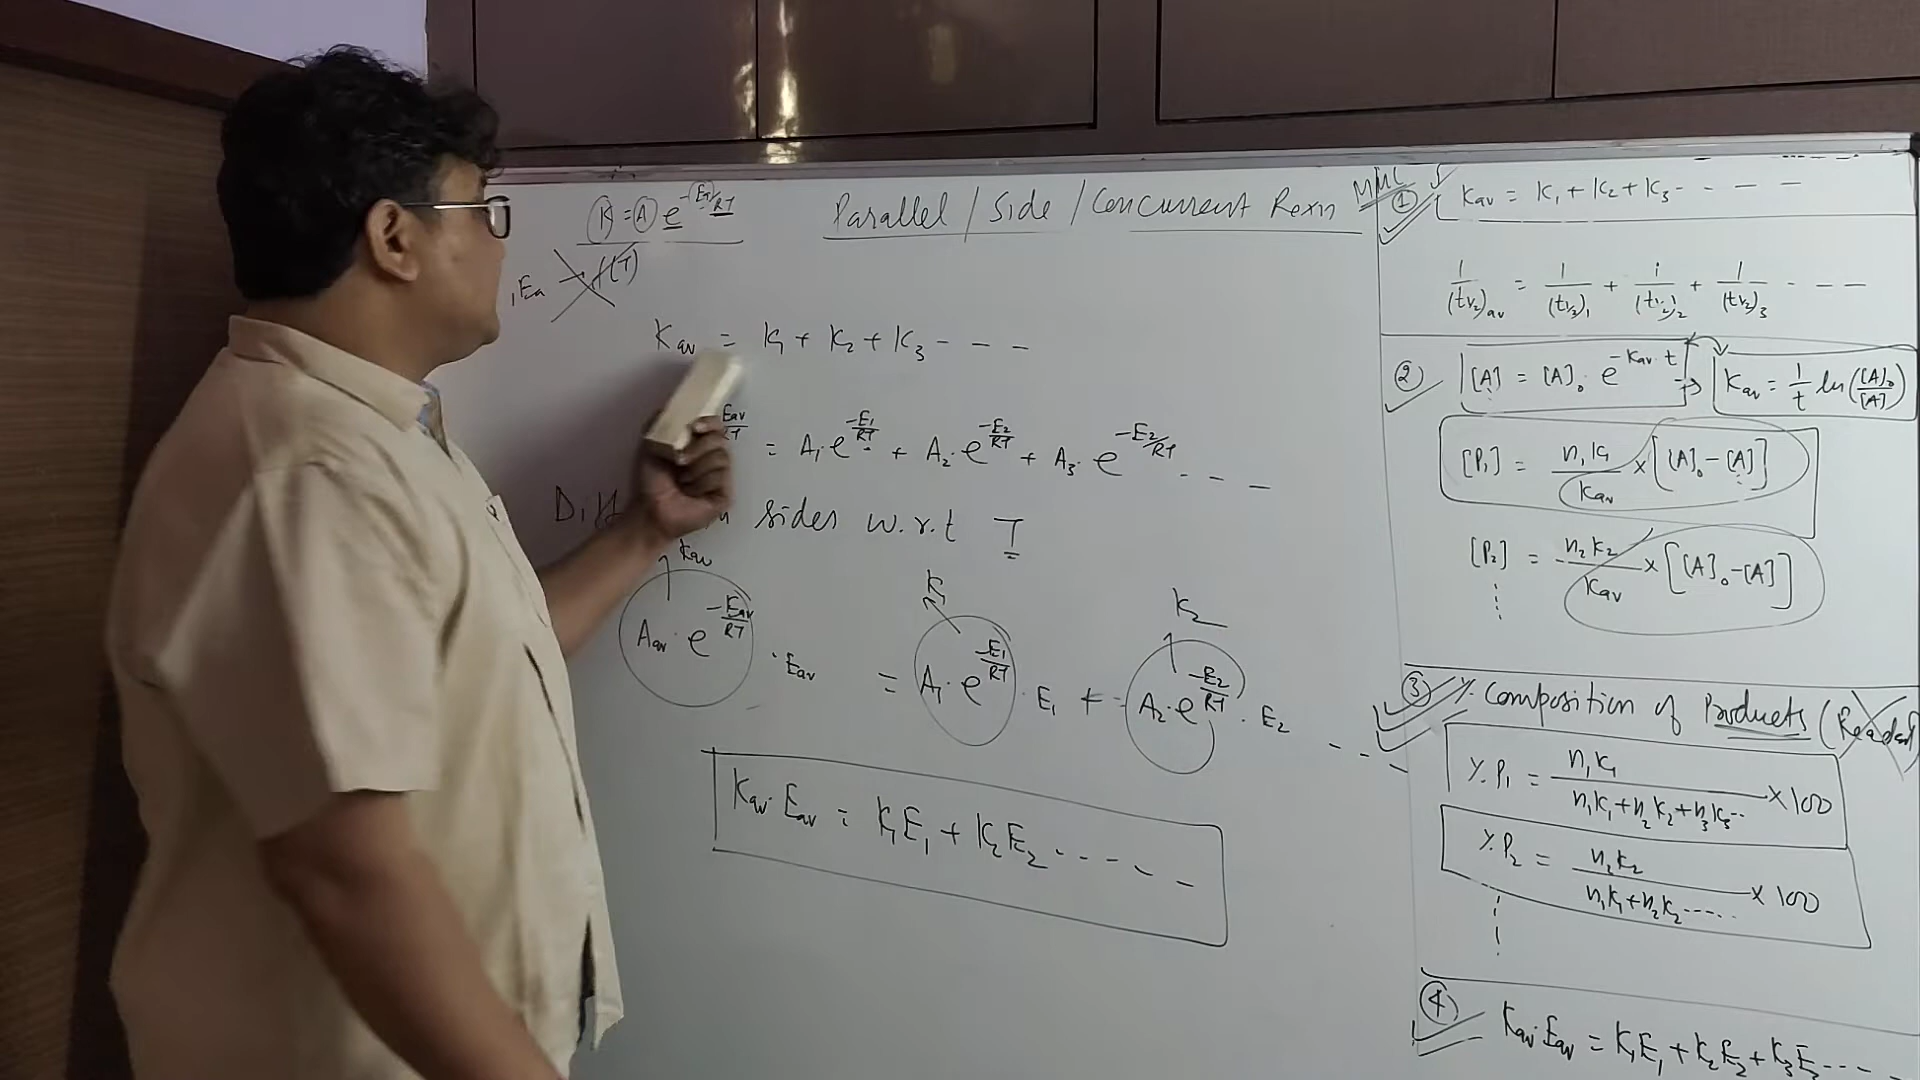 K = A e^{-Ea/RT}
Parallel / Side / Concurrent Rexn
, Ea → f(T)
Kav = K1 + K2 + K3 - - -
Eav/RT = A1·e^{-E1/RT} + A2·e^{-E2/RT} + A3·e^{-E2/RT} - - -
sides w.r.t T
Kav K1 K2
Aav·e^{-Eav/RT} · Eav = A1·e^{-E1/RT} · E1 + A2·e^{-E2/RT} · E2 - - - -
Kav·Eav = K1E1 + K2E2 - - - - -
MMC
① Kav = K1 + K2 + K3 - - - -
1/(t1/2)av = 1/(t1/2)1 + 1/(t1/2)2 + 1/(t1/2)3 - - - -
② [A] = [A]0 · e^{-Kav·t} → Kav = 1/t ln([A]0/[A])
[P1] = n1K1/Kav × [[A]0 - [A]]
[P2] = n2K2/Kav × [[A]0 - [A]]
③ % Composition of Products (
% P1 = n1K1/(n1K1 + n2K2 + n3K3..) × 100
% P2 = n2K2/(n1K1 + n2K2 .....) × 100
④ Kav·Eav = K1E1 + K2E2 + K3E3 - - - -